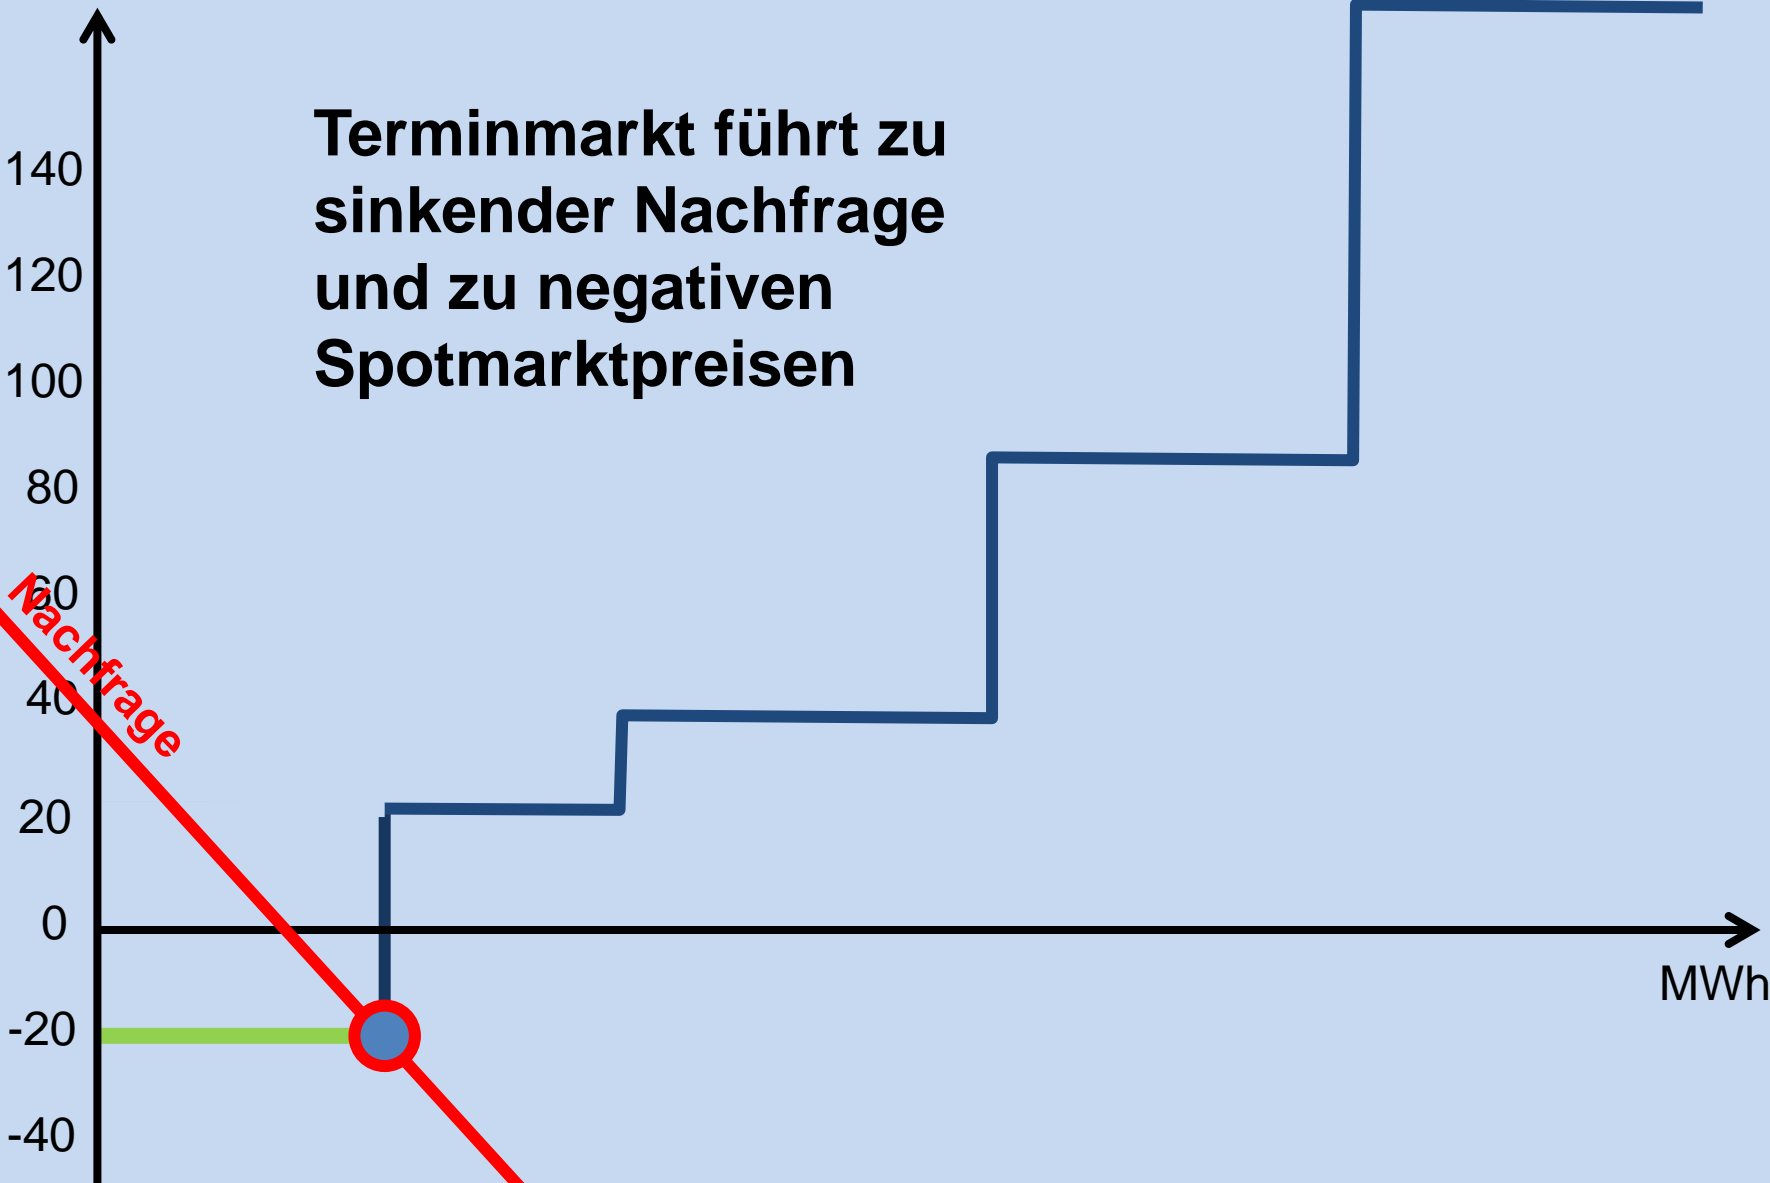 Terminmarkt führt zu
sinkender Nachfrage
und zu negativen
Spotmarktpreisen
140
120
100
80
60
40
20
0
-20
-40
Nachfrage
MWh